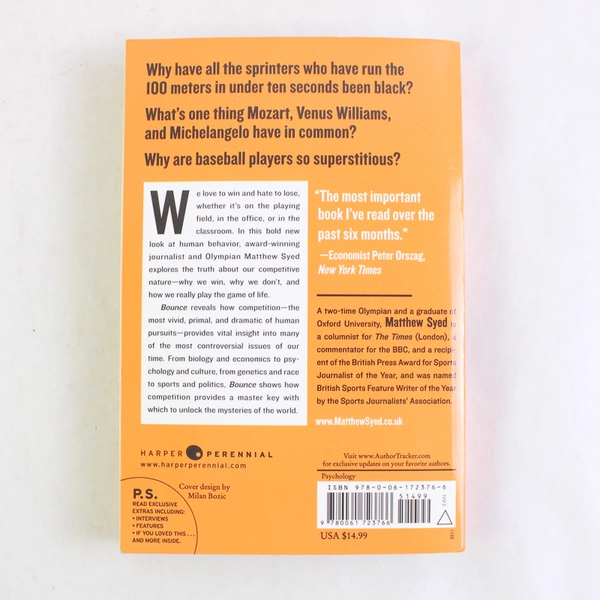 Why have all the sprinters who have run the
100 meters in under ten seconds been black?
What's one thing Mozart, Venus Williams,
and Michelangelo have in common?
Why are baseball players so superstitious?
We love to win and hate to lose,
whether it's on the playing
field, in the office, or in the
classroom. In this bold new
look at human behavior, award-winning
journalist and Olympian Matthew Syed
explores the truth about our competitive
nature—why we win, why we don't, and
how we really play the game of life.
Bounce reveals how competition—the
most vivid, primal, and dramatic of human
pursuits—provides vital insight into many
of the most controversial issues of our
time. From biology and economics to psy-
chology and culture, from genetics and race
to sports and politics, Bounce shows how
competition provides a master key with
which to unlock the mysteries of the world.
"The most important
book I've read over the
past six months."
—Economist Peter Orszag,
New York Times
A two-time Olympian and a graduate of
Oxford University, Matthew Syed is
a columnist for The Times (London), a
commentator for the BBC, and a recipi-
ent of the British Press Award for Sports
Journalist of the Year, and was named
British Sports Feature Writer of the Year
by the Sports Journalists' Association.
www.MatthewSyed.co.uk
HARPER PERENNIAL
www.harperperennial.com
Visit www.AuthorTracker.com
for exclusive updates on your favorite authors.
Psychology
P.S.
READ EXCLUSIVE
EXTRAS INCLUDING:
• INTERVIEWS
• FEATURES
• IF YOU LOVED THIS . . .
AND MORE INSIDE.
Cover design by
Milan Bozic
ISBN 978-0-06-172376-6
51499
9 780061 723766
EAN
USA $14.99